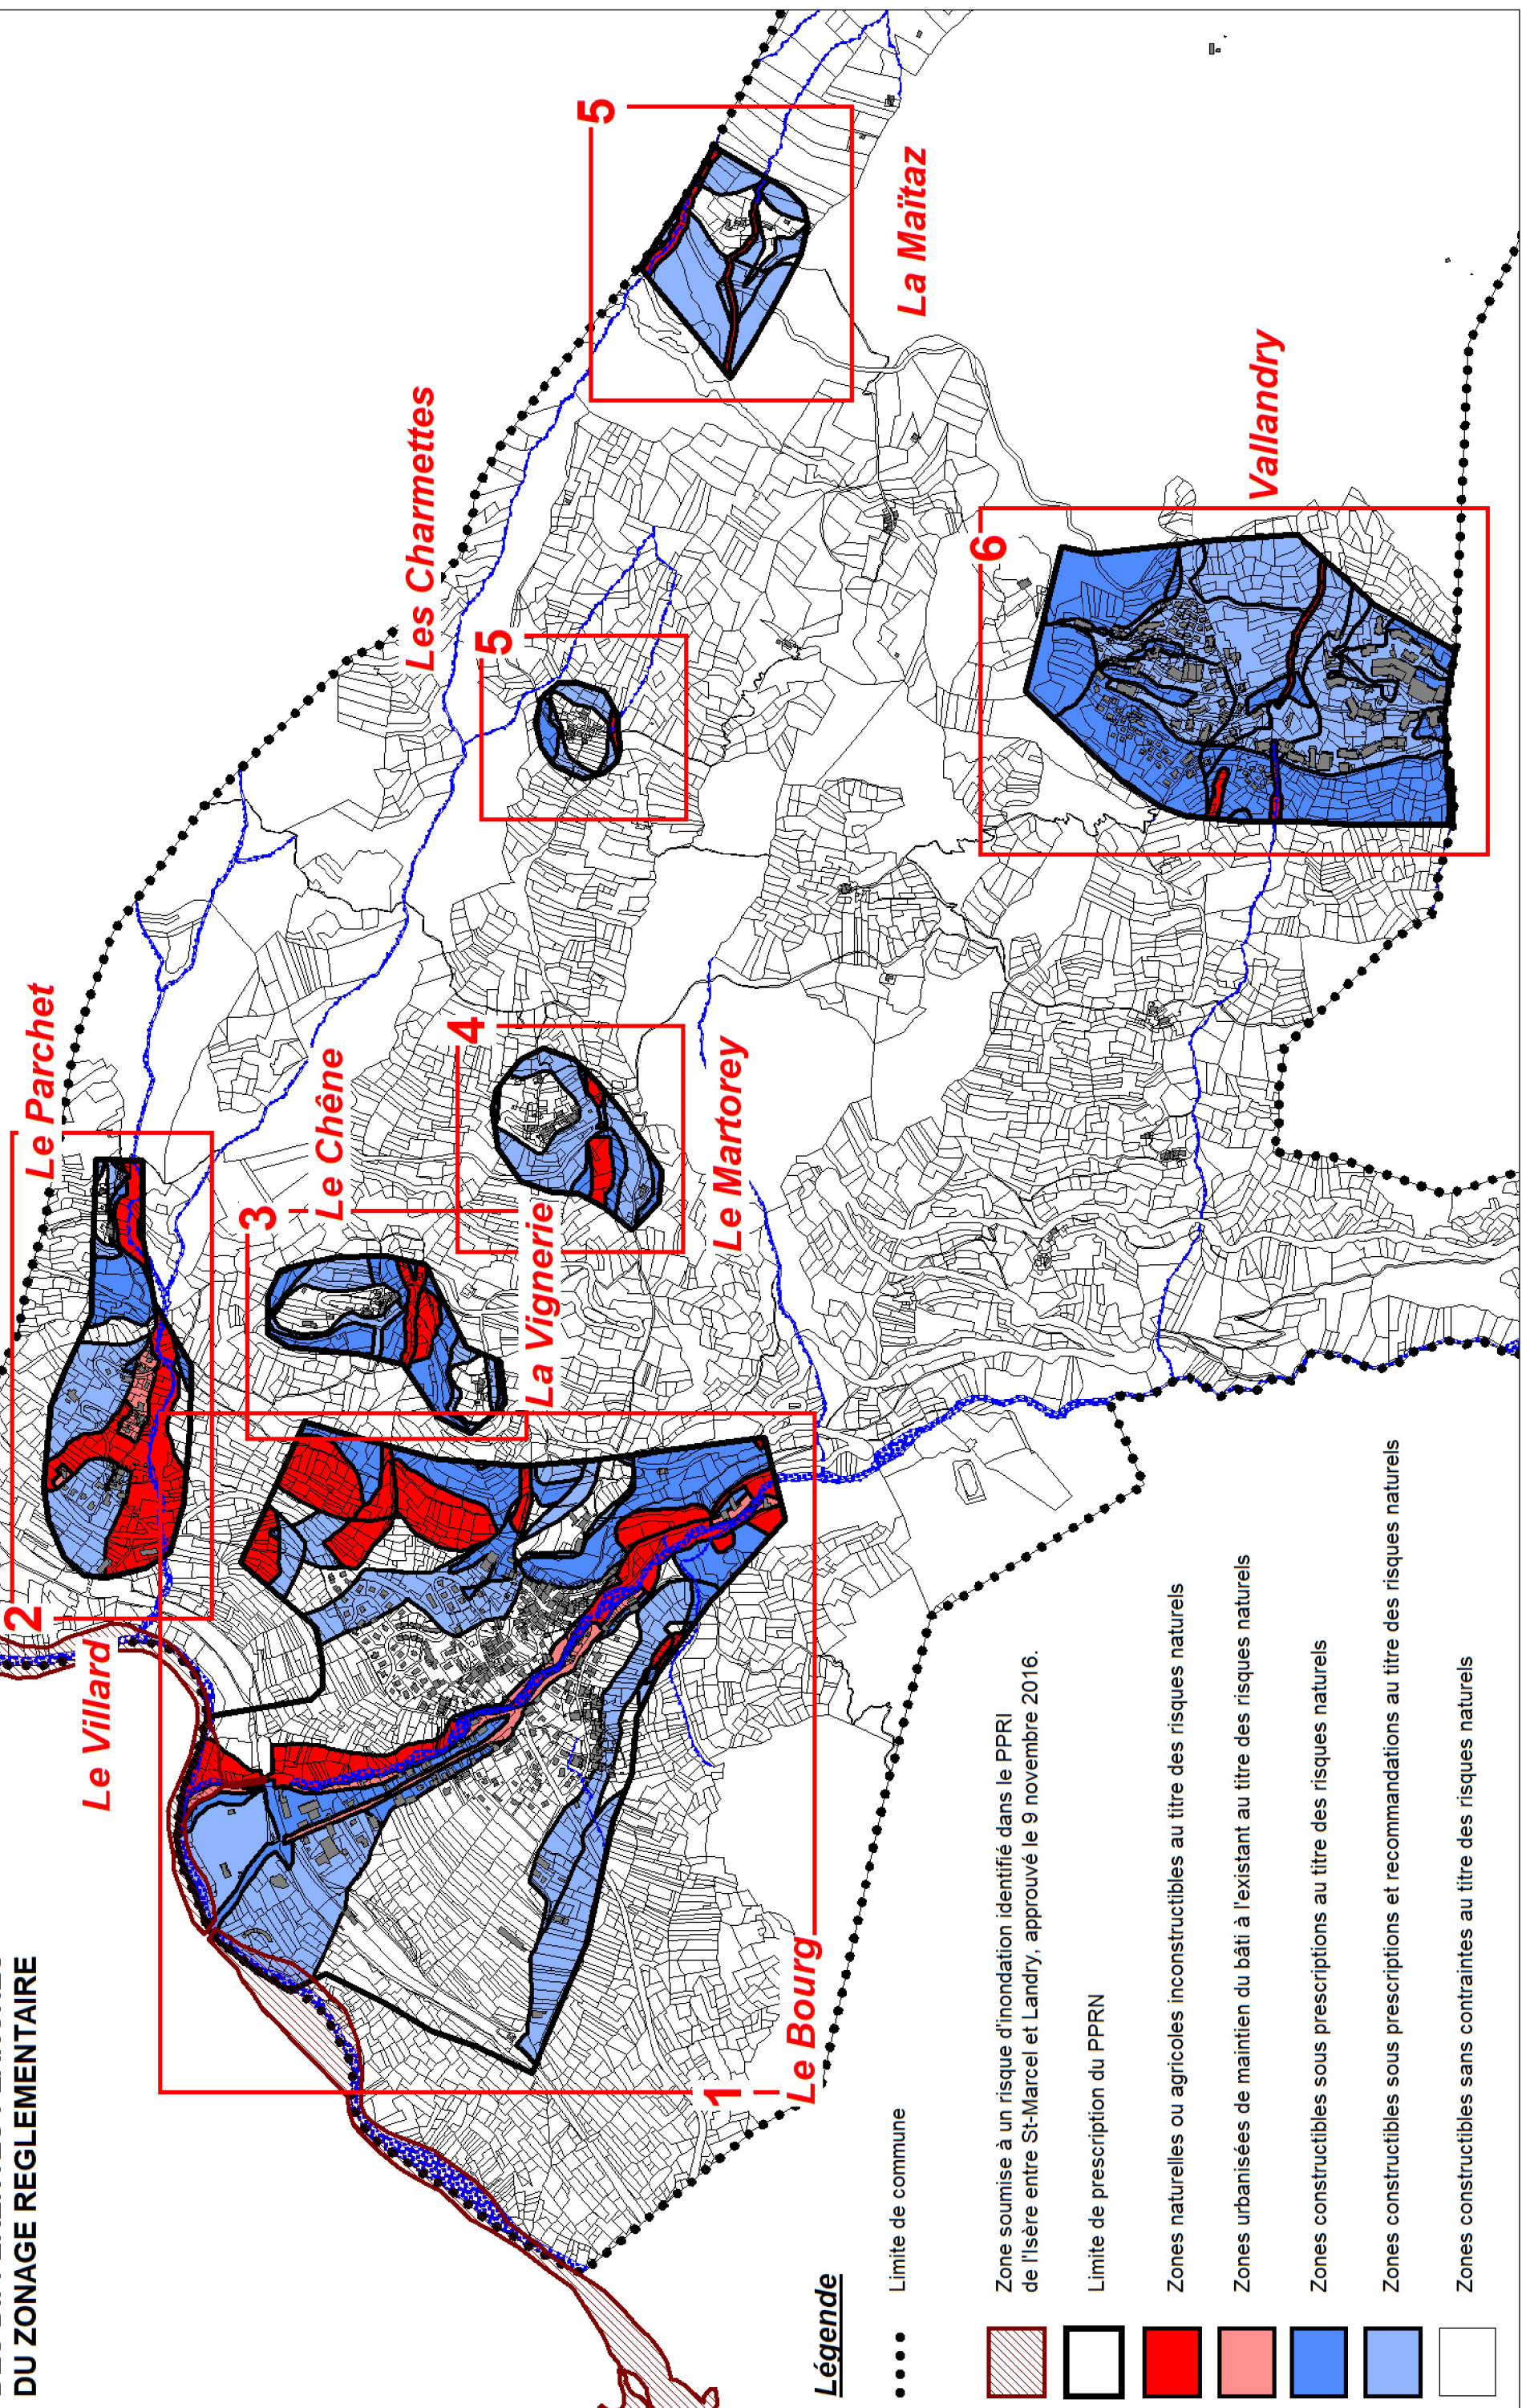 DU ZONAGE REGLEMENTAIRE
2
Le Villard
Le Parchet
3
Le Chêne
La Vignerie
4
Le Martorey
Les Charmettes
5
5
La Maïtaz
6
Vallandry
1
Le Bourg
Légende
Limite de commune
Zone soumise à un risque d'inondation identifié dans le PPRI
de l'Isère entre St-Marcel et Landry, approuvé le 9 novembre 2016.
Limite de prescription du PPRN
Zones naturelles ou agricoles inconstructibles au titre des risques naturels
Zones urbanisées de maintien du bâti à l'existant au titre des risques naturels
Zones constructibles sous prescriptions au titre des risques naturels
Zones constructibles sous prescriptions et recommandations au titre des risques naturels
Zones constructibles sans contraintes au titre des risques naturels